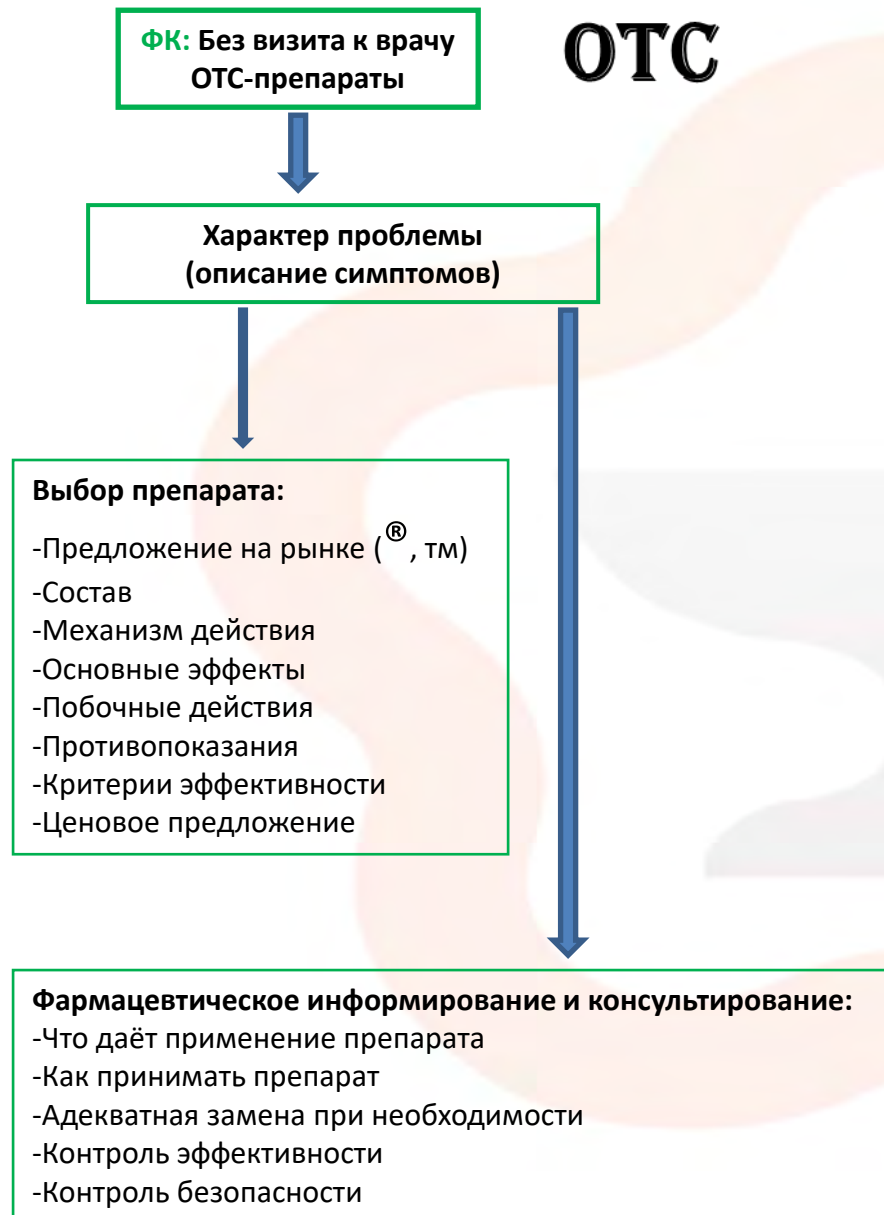 ФК: Без визита к врачу
ОТС-препараты
ОТС
Характер проблемы
(описание симптомов)
Выбор препарата:
-Предложение на рынке (®, тм)
-Состав
-Механизм действия
-Основные эффекты
-Побочные действия
-Противопоказания
-Критерии эффективности
-Ценовое предложение
Фармацевтическое информирование и консультирование:
-Что даёт применение препарата
-Как принимать препарат
-Адекватная замена при необходимости
-Контроль эффективности
-Контроль безопасности